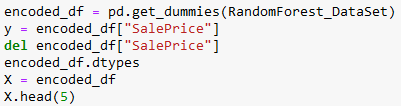 encoded_df = pd.get_dummies(RandomForest_DataSet)
y = encoded_df["SalePrice"]
del encoded_df["SalePrice"]
encoded_df.dtypes
X = encoded_df
X.head(5)